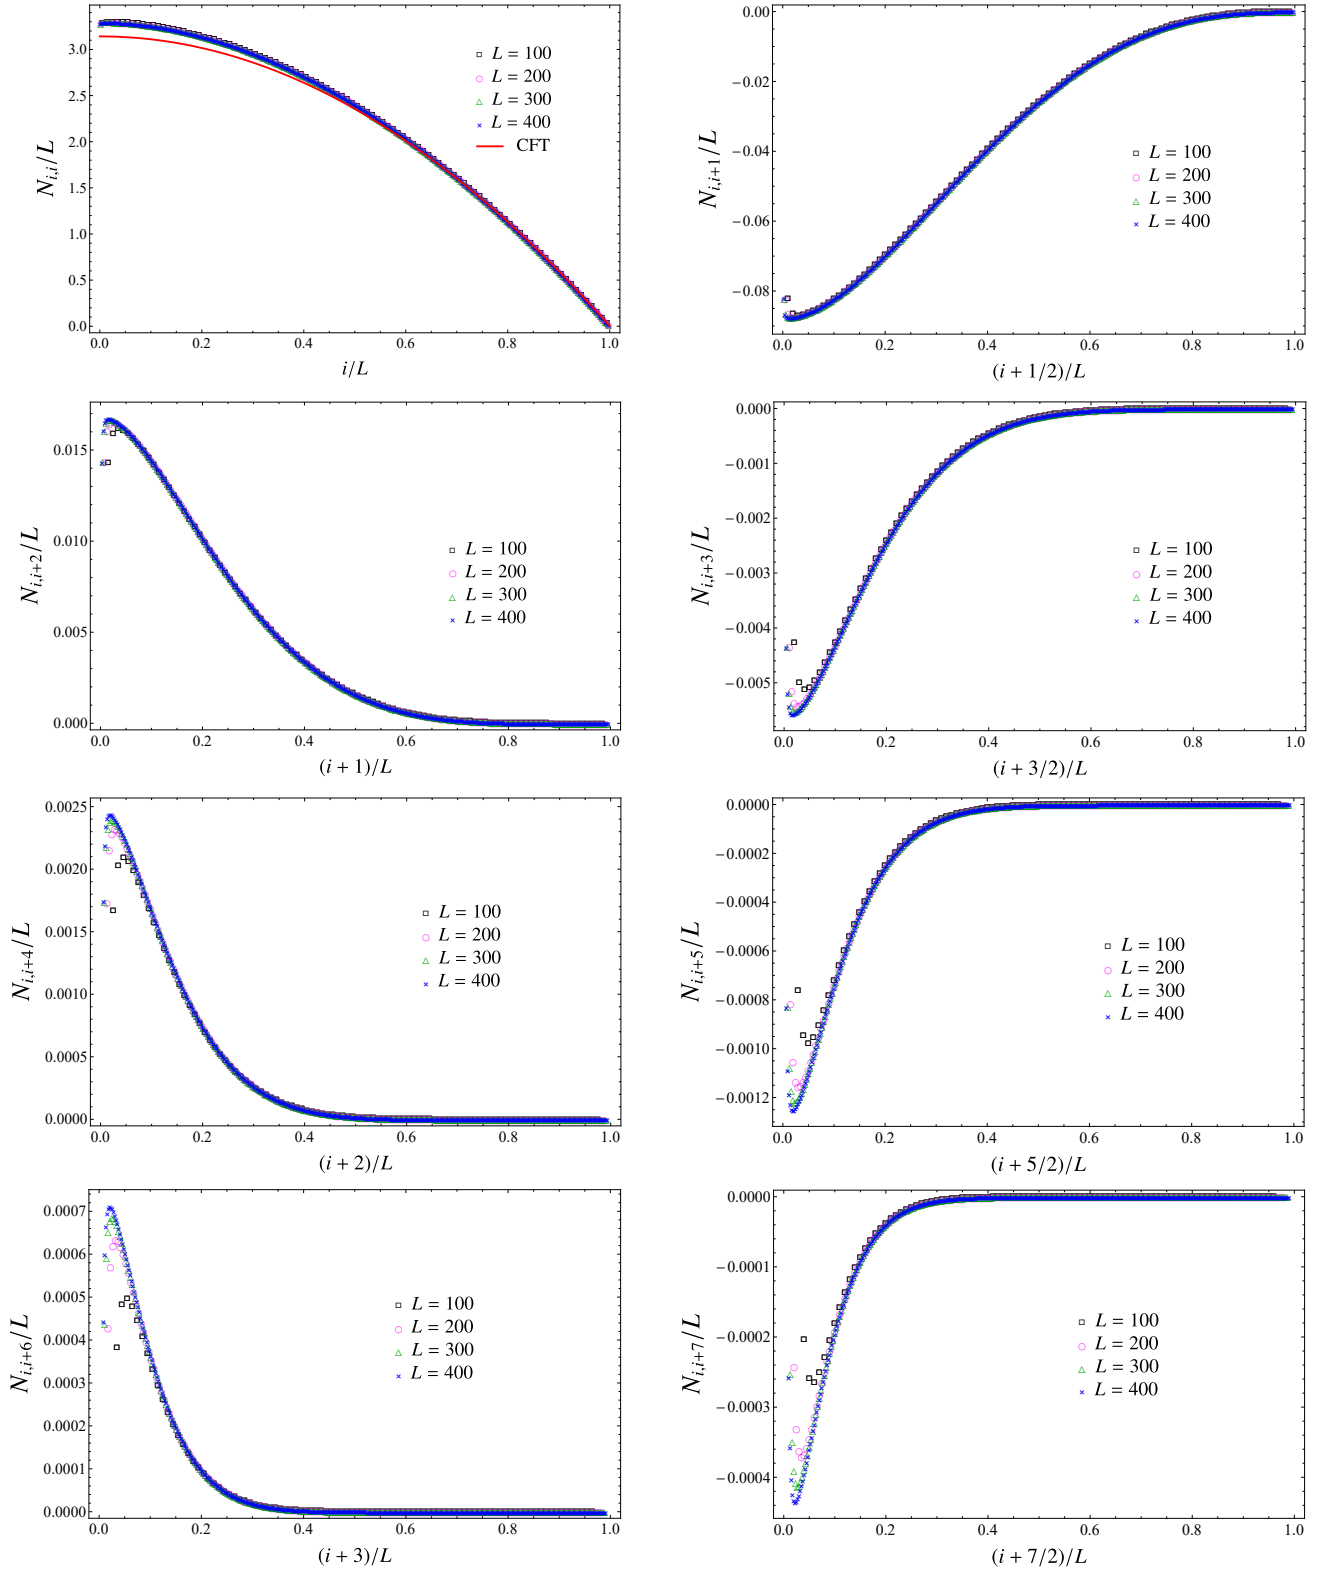 N_{i,i}/L
3.0
2.5
2.0
1.5
1.0
0.5
0.0
L = 100
L = 200
L = 300
L = 400
CFT
0.0 0.2 0.4 0.6 0.8 1.0
i/L
N_{i,i+1}/L
0.00
−0.02
−0.04
−0.06
−0.08
L = 100
L = 200
L = 300
L = 400
0.0 0.2 0.4 0.6 0.8 1.0
(i + 1/2)/L
N_{i,i+2}/L
0.015
0.010
0.005
0.000
L = 100
L = 200
L = 300
L = 400
0.0 0.2 0.4 0.6 0.8 1.0
(i + 1)/L
N_{i,i+3}/L
0.000
−0.001
−0.002
−0.003
−0.004
−0.005
L = 100
L = 200
L = 300
L = 400
0.0 0.2 0.4 0.6 0.8 1.0
(i + 3/2)/L
N_{i,i+4}/L
0.0025
0.0020
0.0015
0.0010
0.0005
0.0000
L = 100
L = 200
L = 300
L = 400
0.0 0.2 0.4 0.6 0.8 1.0
(i + 2)/L
N_{i,i+5}/L
0.0000
−0.0002
−0.0004
−0.0006
−0.0008
−0.0010
−0.0012
L = 100
L = 200
L = 300
L = 400
0.0 0.2 0.4 0.6 0.8 1.0
(i + 5/2)/L
N_{i,i+6}/L
0.0007
0.0006
0.0005
0.0004
0.0003
0.0002
0.0001
0.0000
L = 100
L = 200
L = 300
L = 400
0.0 0.2 0.4 0.6 0.8 1.0
(i + 3)/L
N_{i,i+7}/L
0.0000
−0.0001
−0.0002
−0.0003
−0.0004
L = 100
L = 200
L = 300
L = 400
0.0 0.2 0.4 0.6 0.8 1.0
(i + 7/2)/L